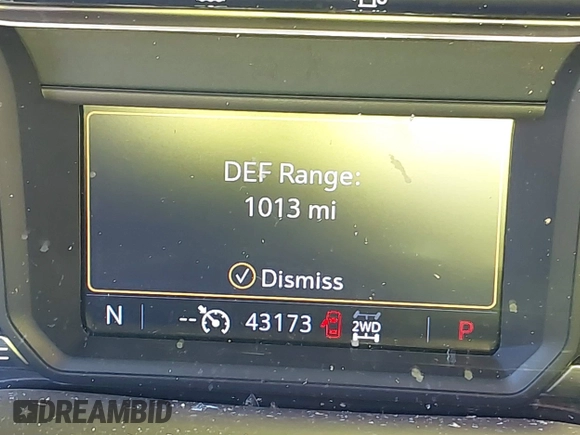 DEF Range:
1013 mi
Dismiss
N -- 43173 2WD P
DREAMBID